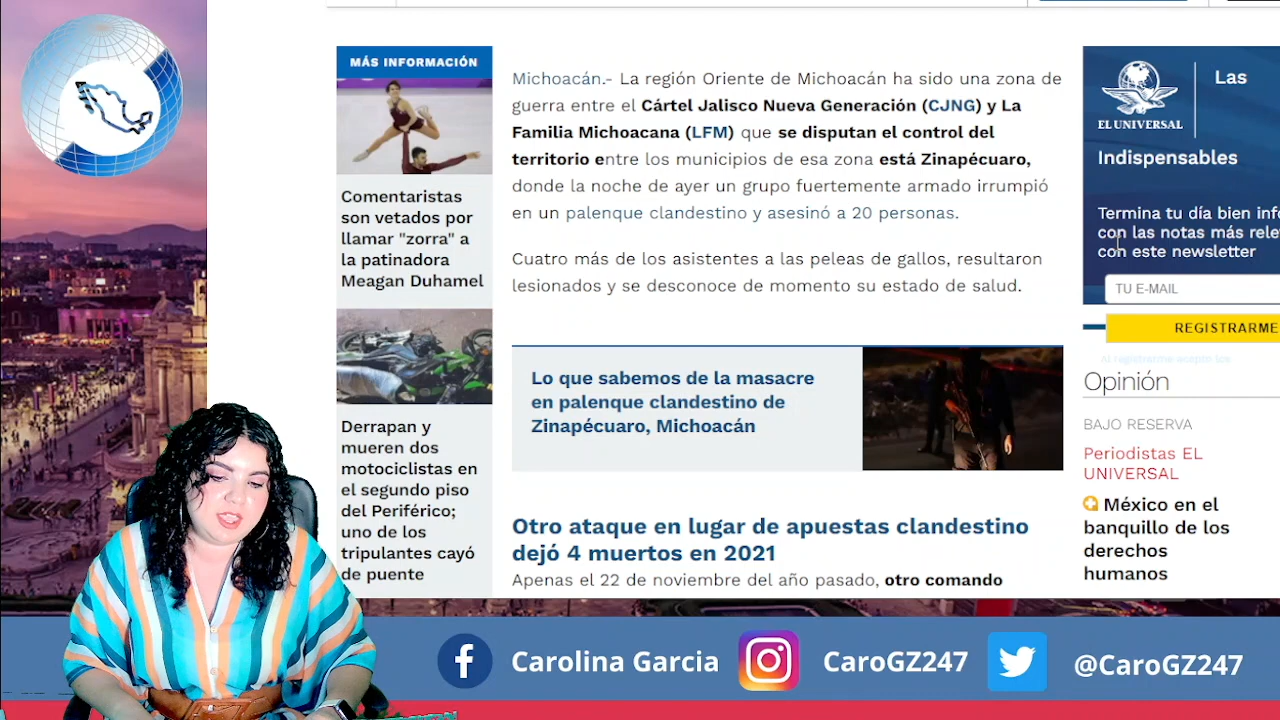 MÁS INFORMACIÓN
Comentaristas
son vetados por
llamar "zorra" a
la patinadora
Meagan Duhamel
Derrapan y
mueren dos
motociclistas en
el segundo piso
del Periférico;
uno de los
tripulantes cayó
de puente
Michoacán.- La región Oriente de Michoacán ha sido una zona de
guerra entre el Cártel Jalisco Nueva Generación (CJNG) y La
Familia Michoacana (LFM) que se disputan el control del
territorio entre los municipios de esa zona está Zinapécuaro,
donde la noche de ayer un grupo fuertemente armado irrumpió
en un palenque clandestino y asesinó a 20 personas.
Cuatro más de los asistentes a las peleas de gallos, resultaron
lesionados y se desconoce de momento su estado de salud.
Lo que sabemos de la masacre
en palenque clandestino de
Zinapécuaro, Michoacán
Otro ataque en lugar de apuestas clandestino
dejó 4 muertos en 2021
Apenas el 22 de noviembre del año pasado, otro comando
EL UNIVERSAL
Las
Indispensables
Termina tu día bien info
con las notas más rele
con este newsletter
TU E-MAIL
REGISTRARME
Al registrarme acepto los
Opinión
BAJO RESERVA
Periodistas EL
UNIVERSAL
México en el
banquillo de los
derechos
humanos
Carolina Garcia
CaroGZ247
@CaroGZ247